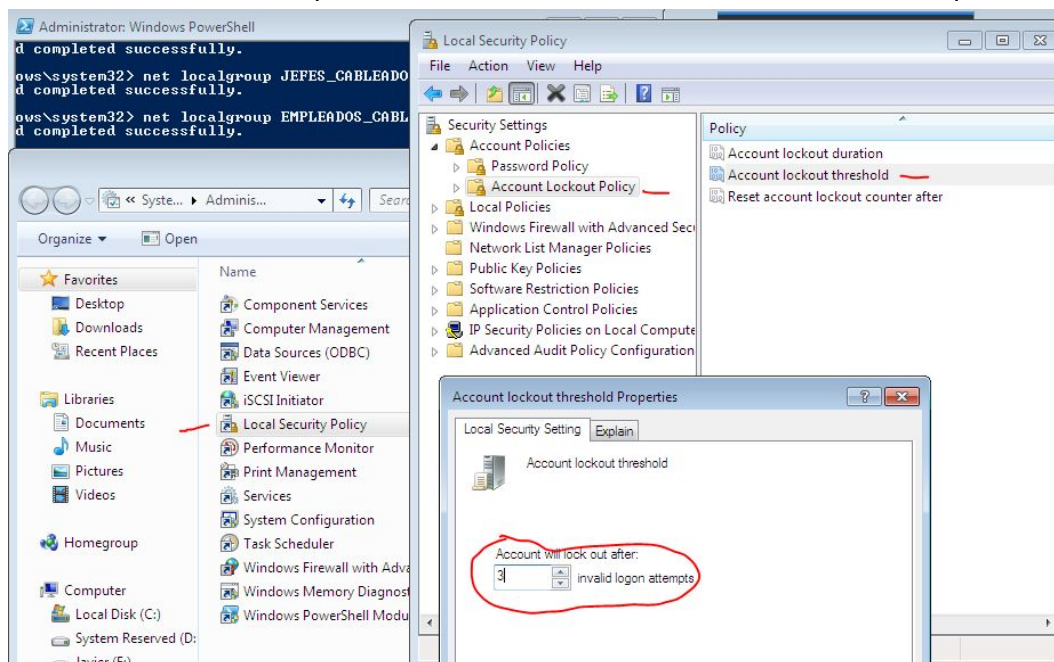 Administrator: Windows PowerShell
d completed successfully.
ows\system32> net localgroup JEFES_CABLEADO
d completed successfully.
ows\system32> net localgroup EMPLEADOS_CABL
d completed successfully.
« Syste... Adminis...
Organize Open
Favorites
Desktop
Downloads
Recent Places
Libraries
Documents
Music
Pictures
Videos
Homegroup
Computer
Local Disk (C:)
System Reserved (D:
Name
Component Services
Computer Management
Data Sources (ODBC)
Event Viewer
iSCSI Initiator
Local Security Policy
Performance Monitor
Print Management
Services
System Configuration
Task Scheduler
Windows Firewall with Adva
Windows Memory Diagnost
Windows PowerShell Modu
Local Security Policy
File Action View Help
Security Settings
Account Policies
Password Policy
Account Lockout Policy
Local Policies
Windows Firewall with Advanced Secu
Network List Manager Policies
Public Key Policies
Software Restriction Policies
Application Control Policies
IP Security Policies on Local Compute
Advanced Audit Policy Configuration
Policy
Account lockout duration
Account lockout threshold
Reset account lockout counter after
Account lockout threshold Properties
Local Security Setting Explain
Account lockout threshold
Account will lock out after:
3 invalid logon attempts